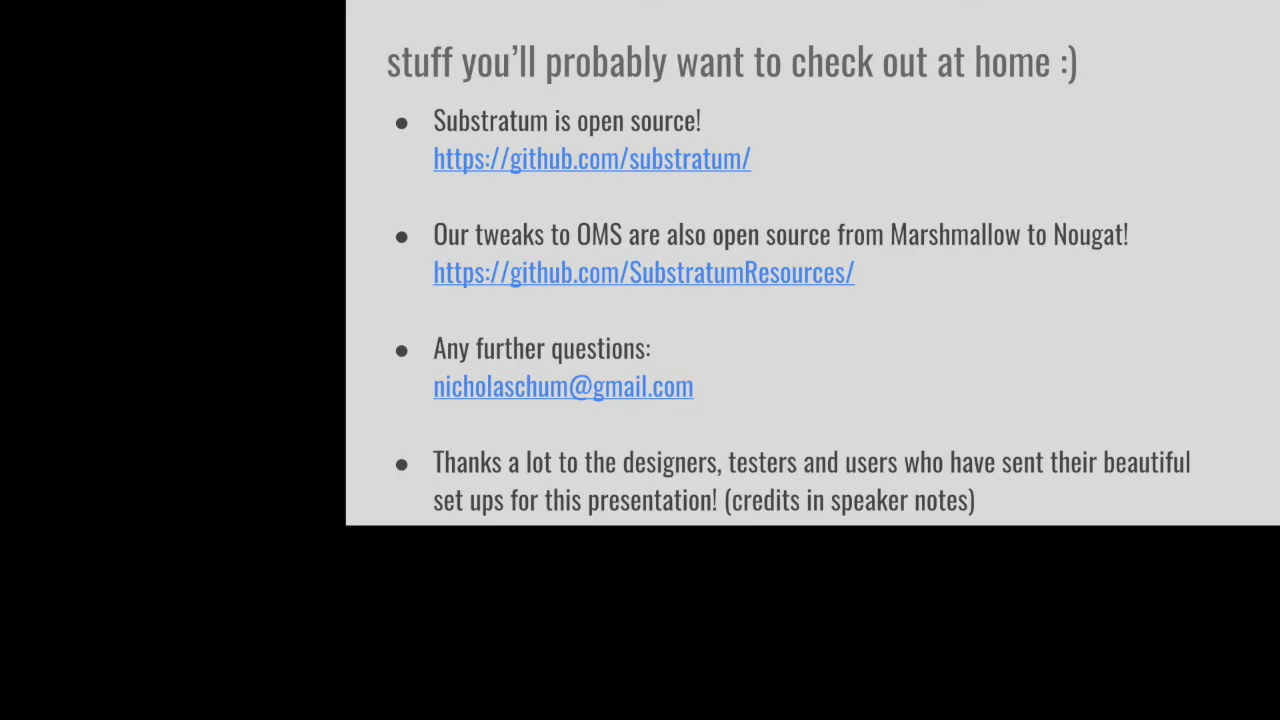 stuff you'll probably want to check out at home :)
● Substratum is open source!
https://github.com/substratum/
● Our tweaks to OMS are also open source from Marshmallow to Nougat!
https://github.com/SubstratumResources/
● Any further questions:
nicholaschum@gmail.com
● Thanks a lot to the designers, testers and users who have sent their beautiful
set ups for this presentation! (credits in speaker notes)